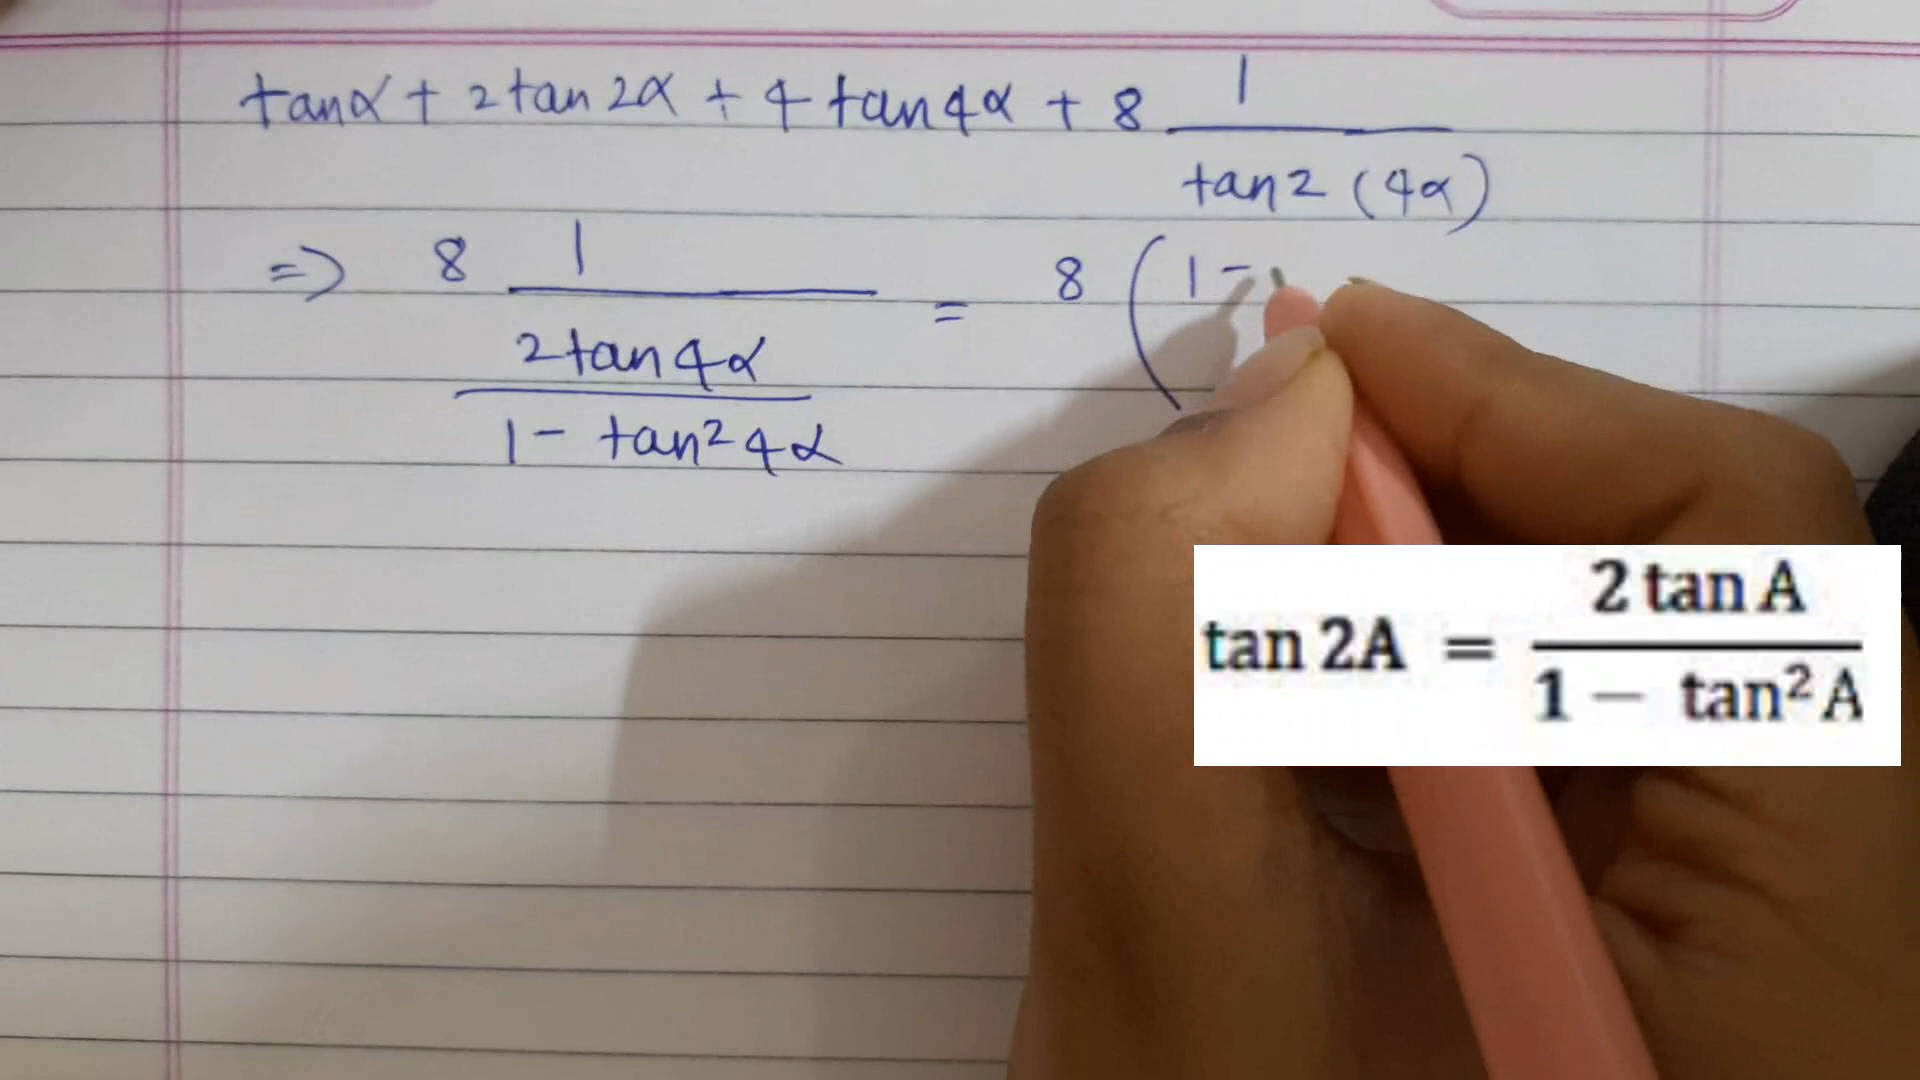 tanα + 2tan2α + 4tan4α + 8 1/tan2(4α)
=> 8 1/(2tan4α/(1 - tan²4α)) = 8 (1 -
tan 2A = 2 tan A/(1 - tan² A)